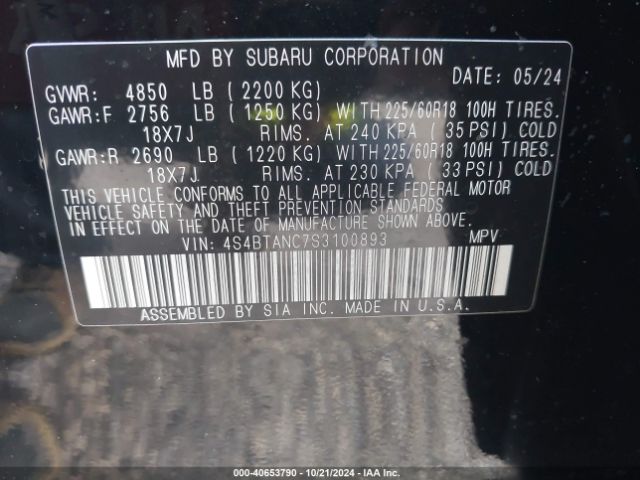 MFD BY SUBARU CORPORATION
DATE: 05/24
GVWR: 4850 LB (2200 KG)
GAWR:F 2756 LB (1250 KG) WITH 225/60R18 100H TIRES.
18X7J RIMS. AT 240 KPA (35 PSI) COLD
GAWR:R 2690 LB (1220 KG) WITH 225/60R18 100H TIRES.
18X7J RIMS. AT 230 KPA (33 PSI) COLD
THIS VEHICLE CONFORMS TO ALL APPLICABLE FEDERAL MOTOR
VEHICLE SAFETY AND THEFT PREVENTION STANDARDS
IN EFFECT ON THE DATE OF MANUFACTURE SHOWN ABOVE.
VIN: 4S4BTANC7S3100893 MPV
ASSEMBLED BY SIA INC. MADE IN U.S.A.
000-40653790 - 10/21/2024 - IAA Inc.